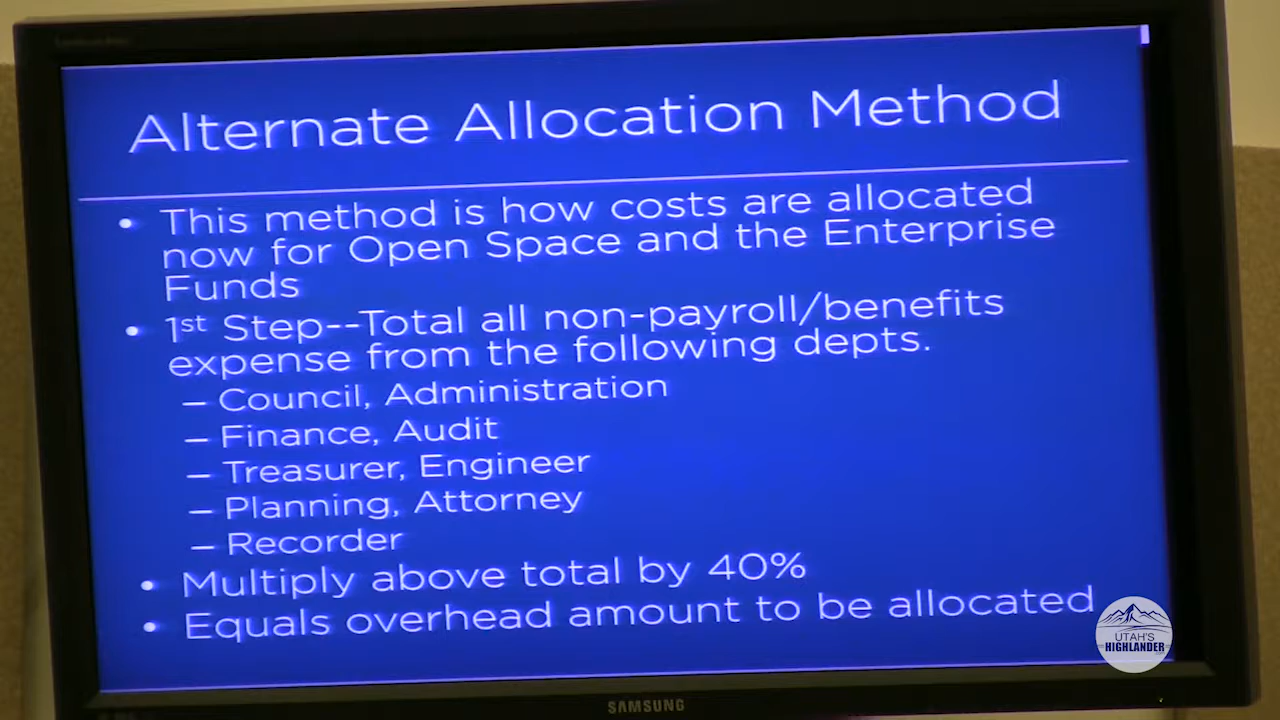 Alternate Allocation Method
• This method is how costs are allocated
now for Open Space and the Enterprise
Funds
• 1st Step--Total all non-payroll/benefits
expense from the following depts.
– Council, Administration
– Finance, Audit
– Treasurer, Engineer
– Planning, Attorney
– Recorder
• Multiply above total by 40%
• Equals overhead amount to be allocated
UTAH'S
HIGHLANDER
SAMSUNG